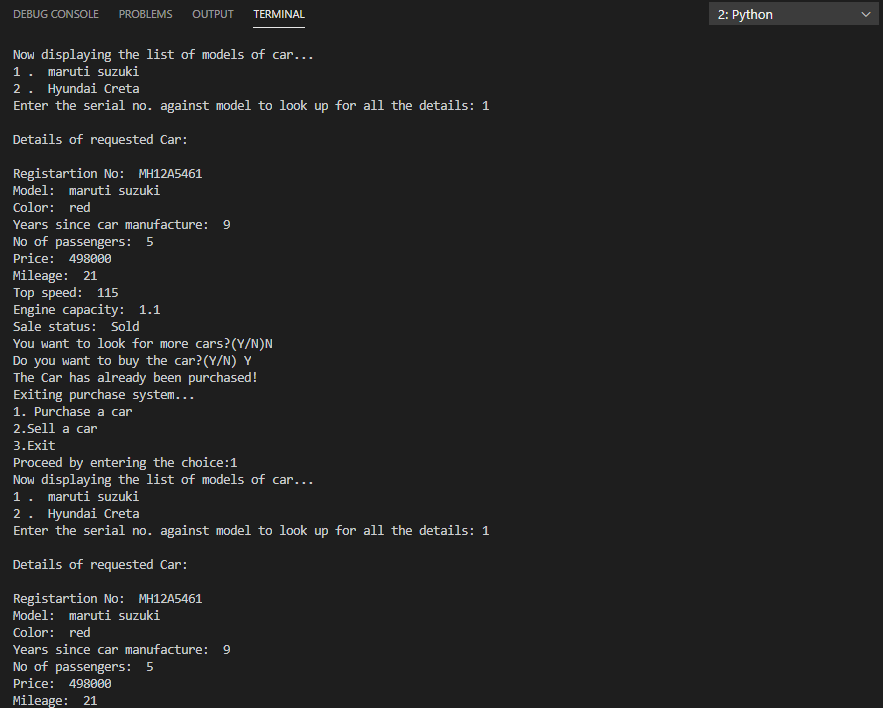 DEBUG CONSOLE PROBLEMS OUTPUT TERMINAL 2: Python
Now displaying the list of models of car...
1 .  maruti suzuki
2 .  Hyundai Creta
Enter the serial no. against model to look up for all the details: 1
Details of requested Car:
Registartion No:  MH12A5461
Model:  maruti suzuki
Color:  red
Years since car manufacture:  9
No of passengers:  5
Price:  498000
Mileage:  21
Top speed:  115
Engine capacity:  1.1
Sale status:  Sold
You want to look for more cars?(Y/N)N
Do you want to buy the car?(Y/N) Y
The Car has already been purchased!
Exiting purchase system...
1. Purchase a car
2.Sell a car
3.Exit
Proceed by entering the choice:1
Now displaying the list of models of car...
1 .  maruti suzuki
2 .  Hyundai Creta
Enter the serial no. against model to look up for all the details: 1
Details of requested Car:
Registartion No:  MH12A5461
Model:  maruti suzuki
Color:  red
Years since car manufacture:  9
No of passengers:  5
Price:  498000
Mileage:  21